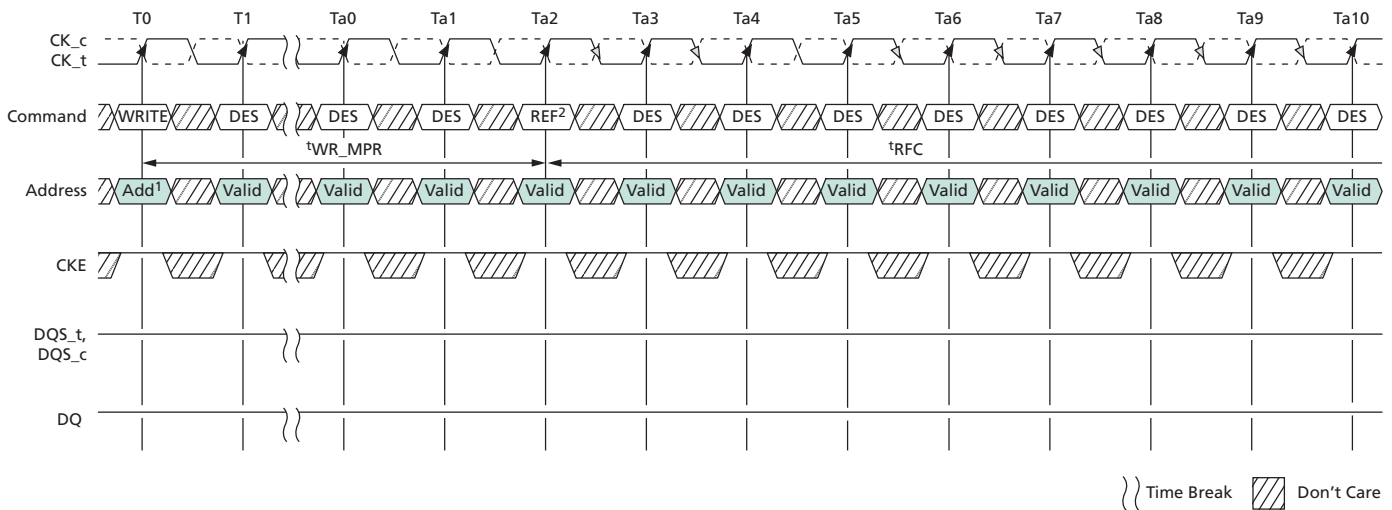 T0 T1 Ta0 Ta1 Ta2 Ta3 Ta4 Ta5 Ta6 Ta7 Ta8 Ta9 Ta10
CK_c
CK_t
Command WRITE DES DES DES REF² DES DES DES DES DES DES DES DES
ᵗWR_MPR ᵗRFC
Address Add¹ Valid Valid Valid Valid Valid Valid Valid Valid Valid Valid Valid Valid
CKE
DQS_t,
DQS_c
DQ
Time Break Don't Care